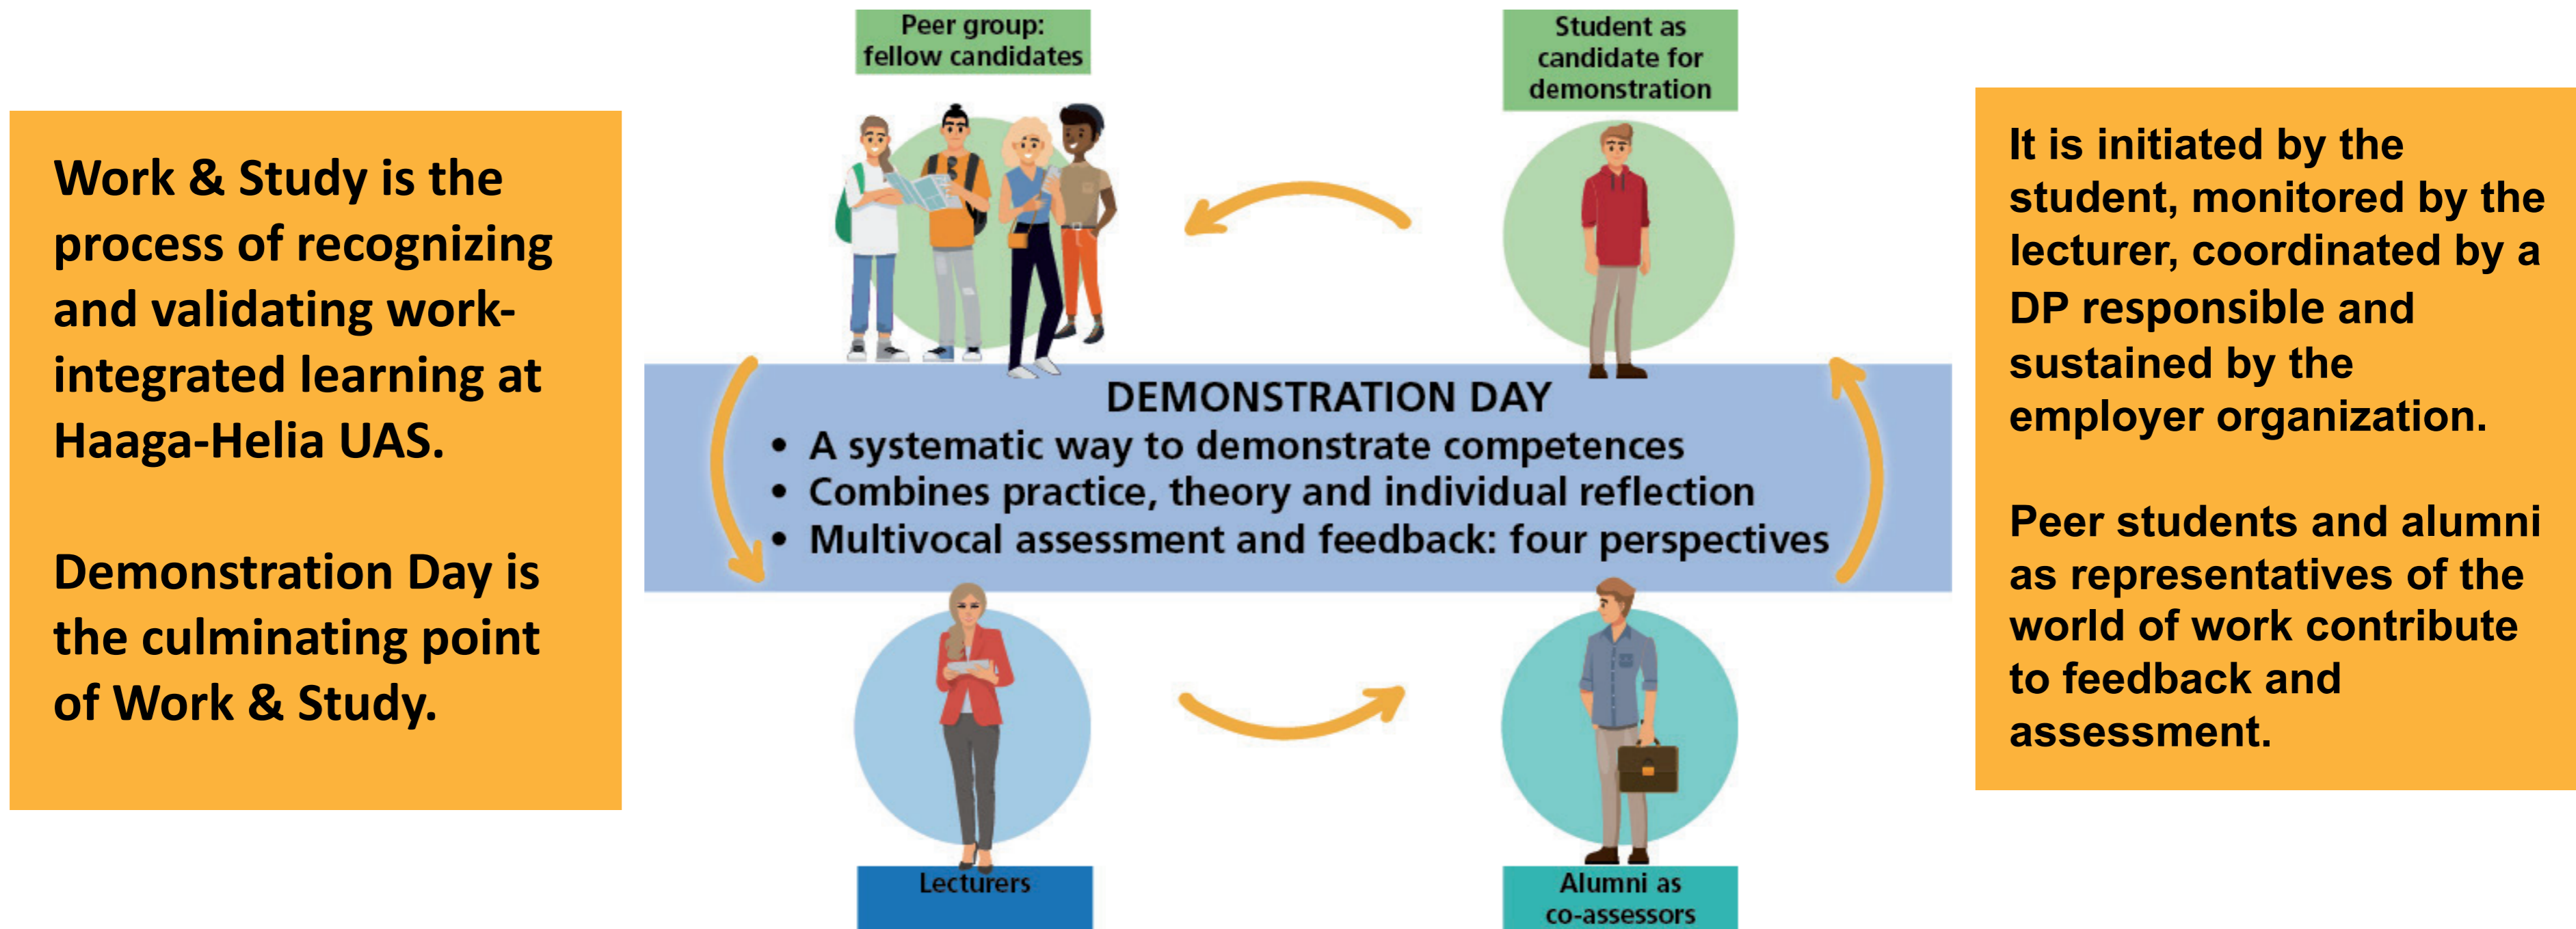 Work & Study is the
process of recognizing
and validating work-
integrated learning at
Haaga-Helia UAS.
Demonstration Day is
the culminating point
of Work & Study.
Peer group:
fellow candidates
Student as
candidate for
demonstration
DEMONSTRATION DAY
• A systematic way to demonstrate competences
• Combines practice, theory and individual reflection
• Multivocal assessment and feedback: four perspectives
Lecturers
Alumni as
co-assessors
It is initiated by the
student, monitored by the
lecturer, coordinated by a
DP responsible and
sustained by the
employer organization.
Peer students and alumni
as representatives of the
world of work contribute
to feedback and
assessment.